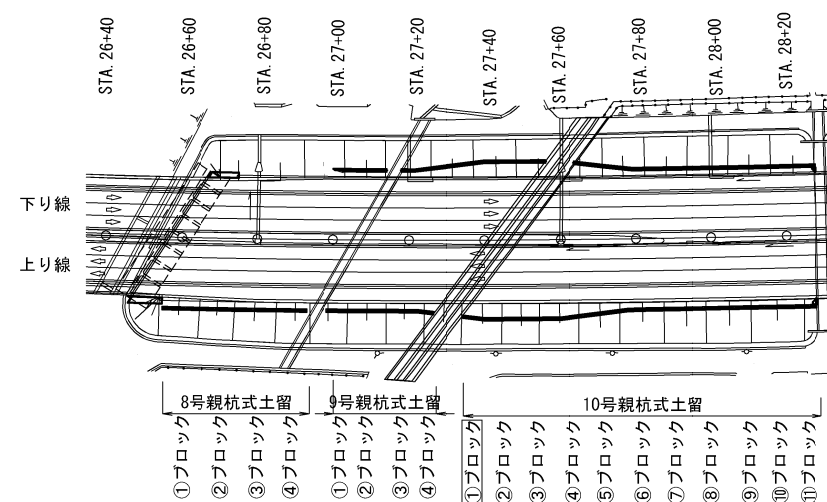 STA. 26+40
STA. 26+60
STA. 26+80
STA. 27+00
STA. 27+20
STA. 27+40
STA. 27+60
STA. 27+80
STA. 28+00
STA. 28+20
下り線
上り線
8号親杭式土留
9号親杭式土留
10号親杭式土留
①ブロック
②ブロック
③ブロック
④ブロック
①ブロック
②ブロック
③ブロック
④ブロック
①ブロック
②ブロック
③ブロック
④ブロック
⑤ブロック
⑥ブロック
⑦ブロック
⑧ブロック
⑨ブロック
⑩ブロック
⑪ブロック